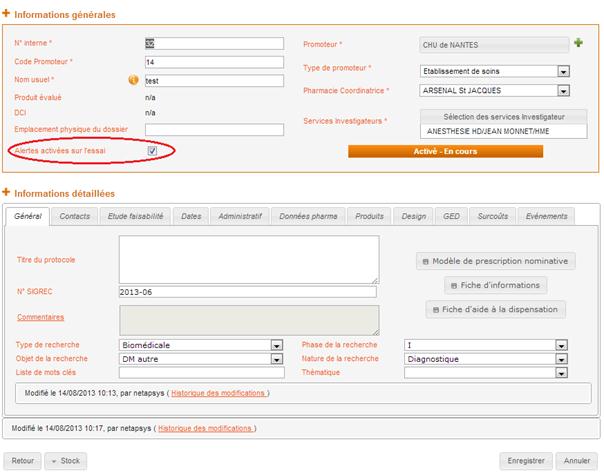 Informations générales
N° interne * 32
Code Promoteur * 14
Nom usuel * test
Produit évalué n/a
DCI n/a
Emplacement physique du dossier
Alertes activées sur l'essai
Promoteur * CHU de NANTES
Type de promoteur * Etablissement de soins
Pharmacie Coordinatrice * ARSENAL St JACQUES
Services Investigateurs * Sélection des services Investigateur
ANESTHESIE HD/JEAN MONNET/HME
Activé - En cours
Informations détaillées
Général Contacts Etude faisabilité Dates Administratif Données pharma Produits Design GED Surcoûts Evénements
Titre du protocole
N° SIGREC 2013-06
Commentaires
Modèle de prescription nominative
Fiche d'informations
Fiche d'aide à la dispensation
Type de recherche Biomédicale Phase de la recherche I
Objet de la recherche DM autre Nature de la recherche Diagnostique
Liste de mots clés Thématique
Modifié le 14/08/2013 10:13, par netapsys ( Historique des modifications )
Modifié le 14/08/2013 10:17, par netapsys ( Historique des modifications )
Retour Stock Enregistrer Annuler